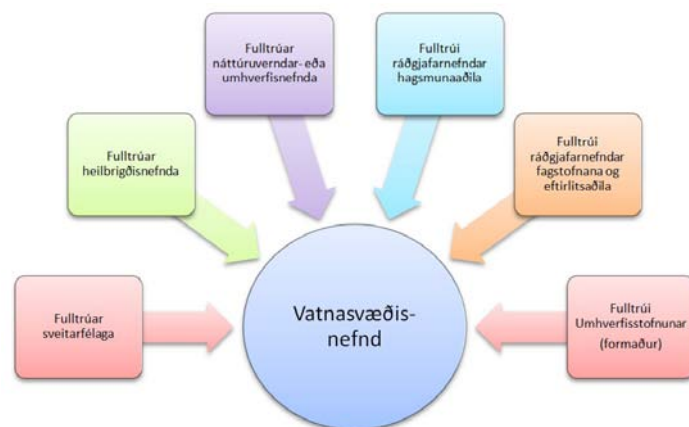 Fulltrúar
náttúruverndar- eða
umhverfisnefnda
Fulltrúi
ráðgjafarnefndar
hagsmunaaðila
Fulltrúar
heilbrigðisnefnda
Fulltrúi
ráðgjafarnefndar
fagstofnana og
eftirlitsaðila
Fulltrúar
sveitarfélaga
Vatnasvæðis-
nefnd
Fulltrúi
Umhverfisstofnunar
(formaður)